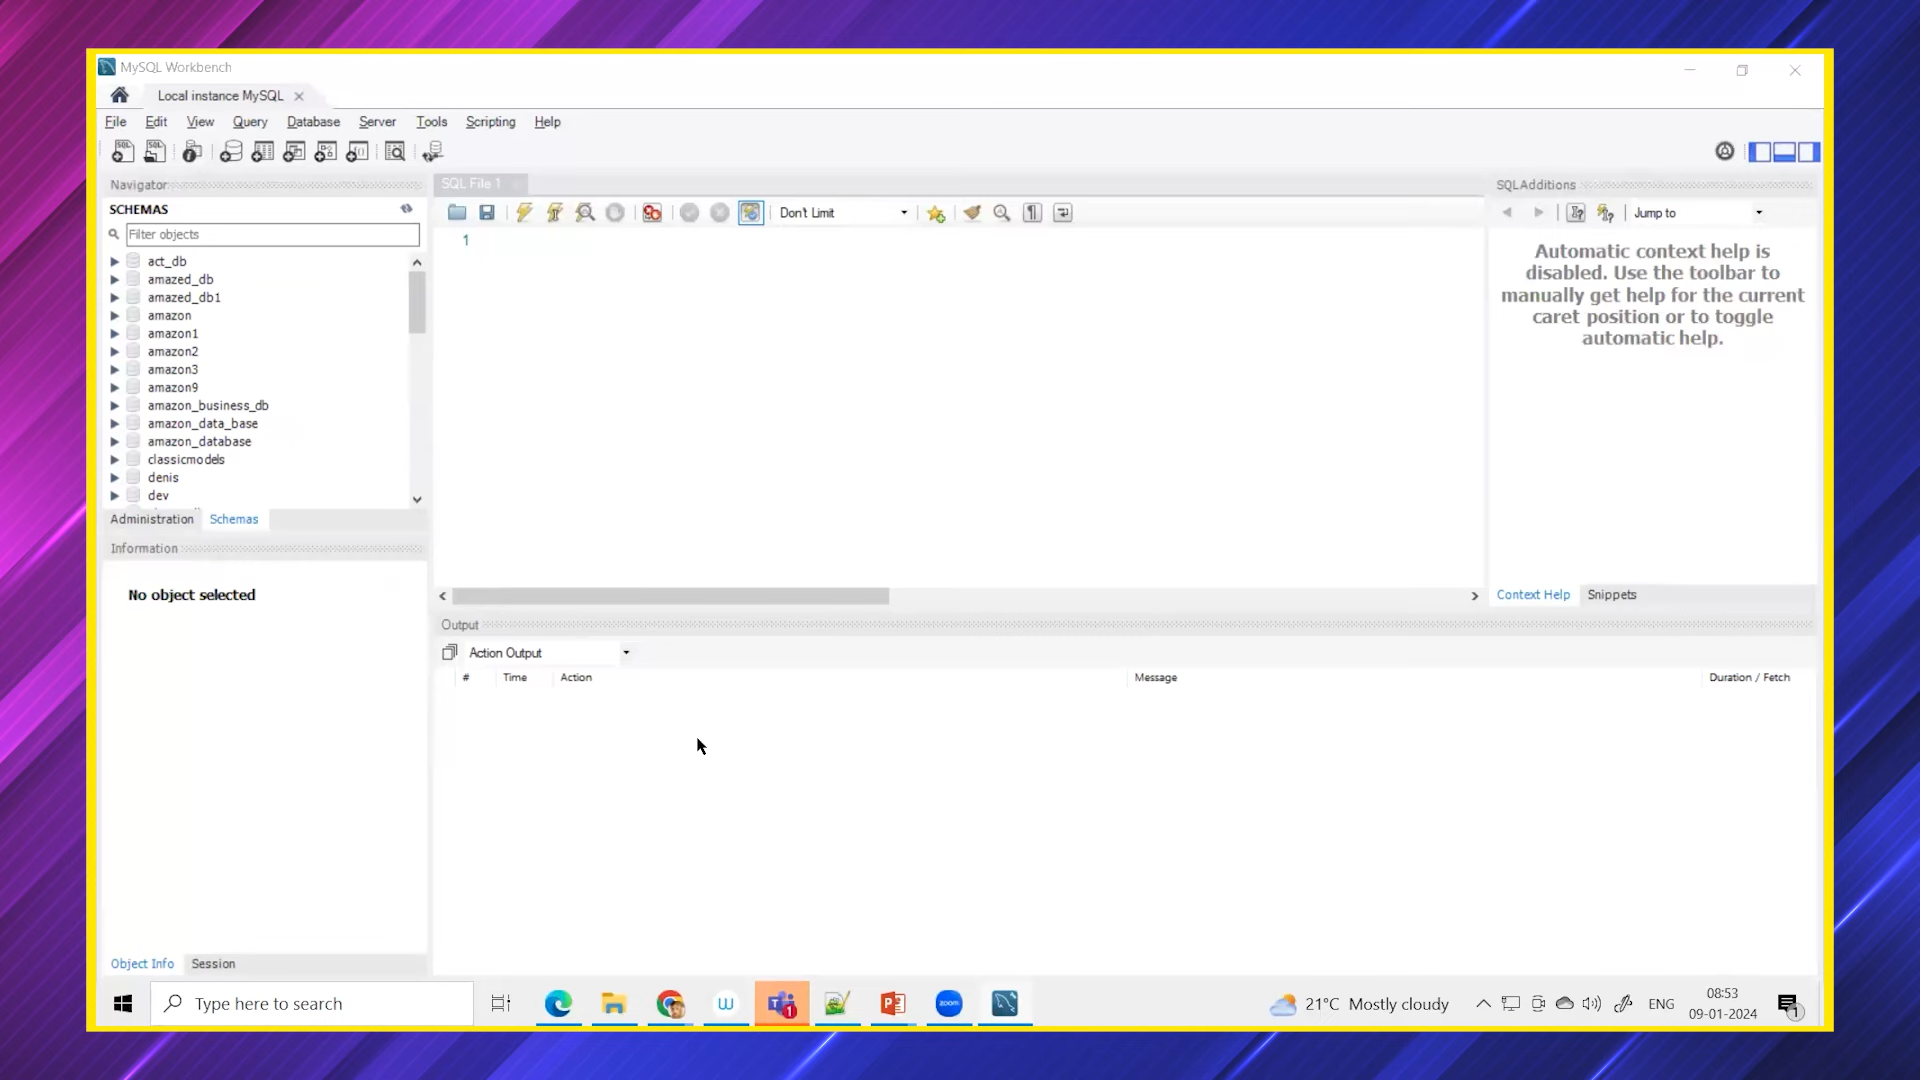 MySQL Workbench
Local instance MySQL
File Edit View Query Database Server Tools Scripting Help
Navigator
SCHEMAS
Filter objects
act_db
amazed_db
amazed_db1
amazon
amazon1
amazon2
amazon3
amazon9
amazon_business_db
amazon_data_base
amazon_database
classicmodels
denis
dev
Administration Schemas
Information
No object selected
Object Info Session
SQL File 1
Don't Limit
1
SQLAdditions
Jump to
Automatic context help is
disabled. Use the toolbar to
manually get help for the current
caret position or to toggle
automatic help.
Context Help Snippets
Output
Action Output
# Time Action Message Duration / Fetch
Type here to search
zoom
1
21°C Mostly cloudy
ENG
08:53
09-01-2024
1